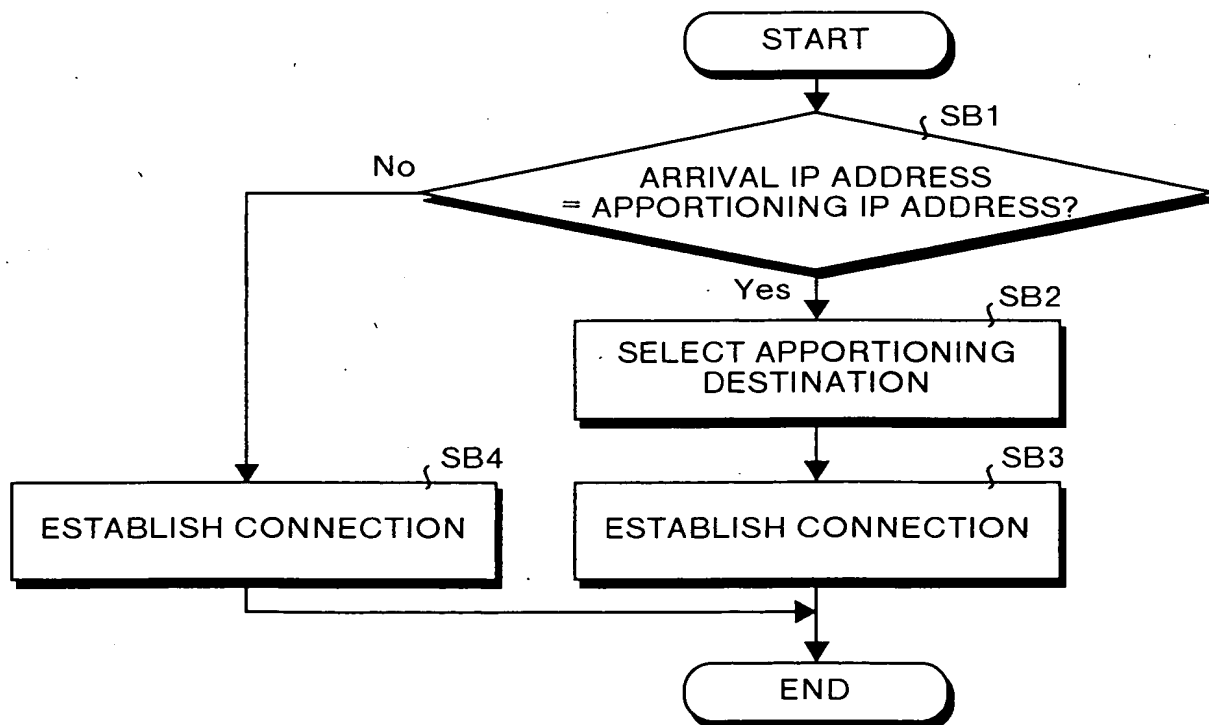 START
SB1
No
ARRIVAL IP ADDRESS
= APPORTIONING IP ADDRESS?
Yes
SB2
SELECT APPORTIONING
DESTINATION
SB4
SB3
ESTABLISH CONNECTION
ESTABLISH CONNECTION
END